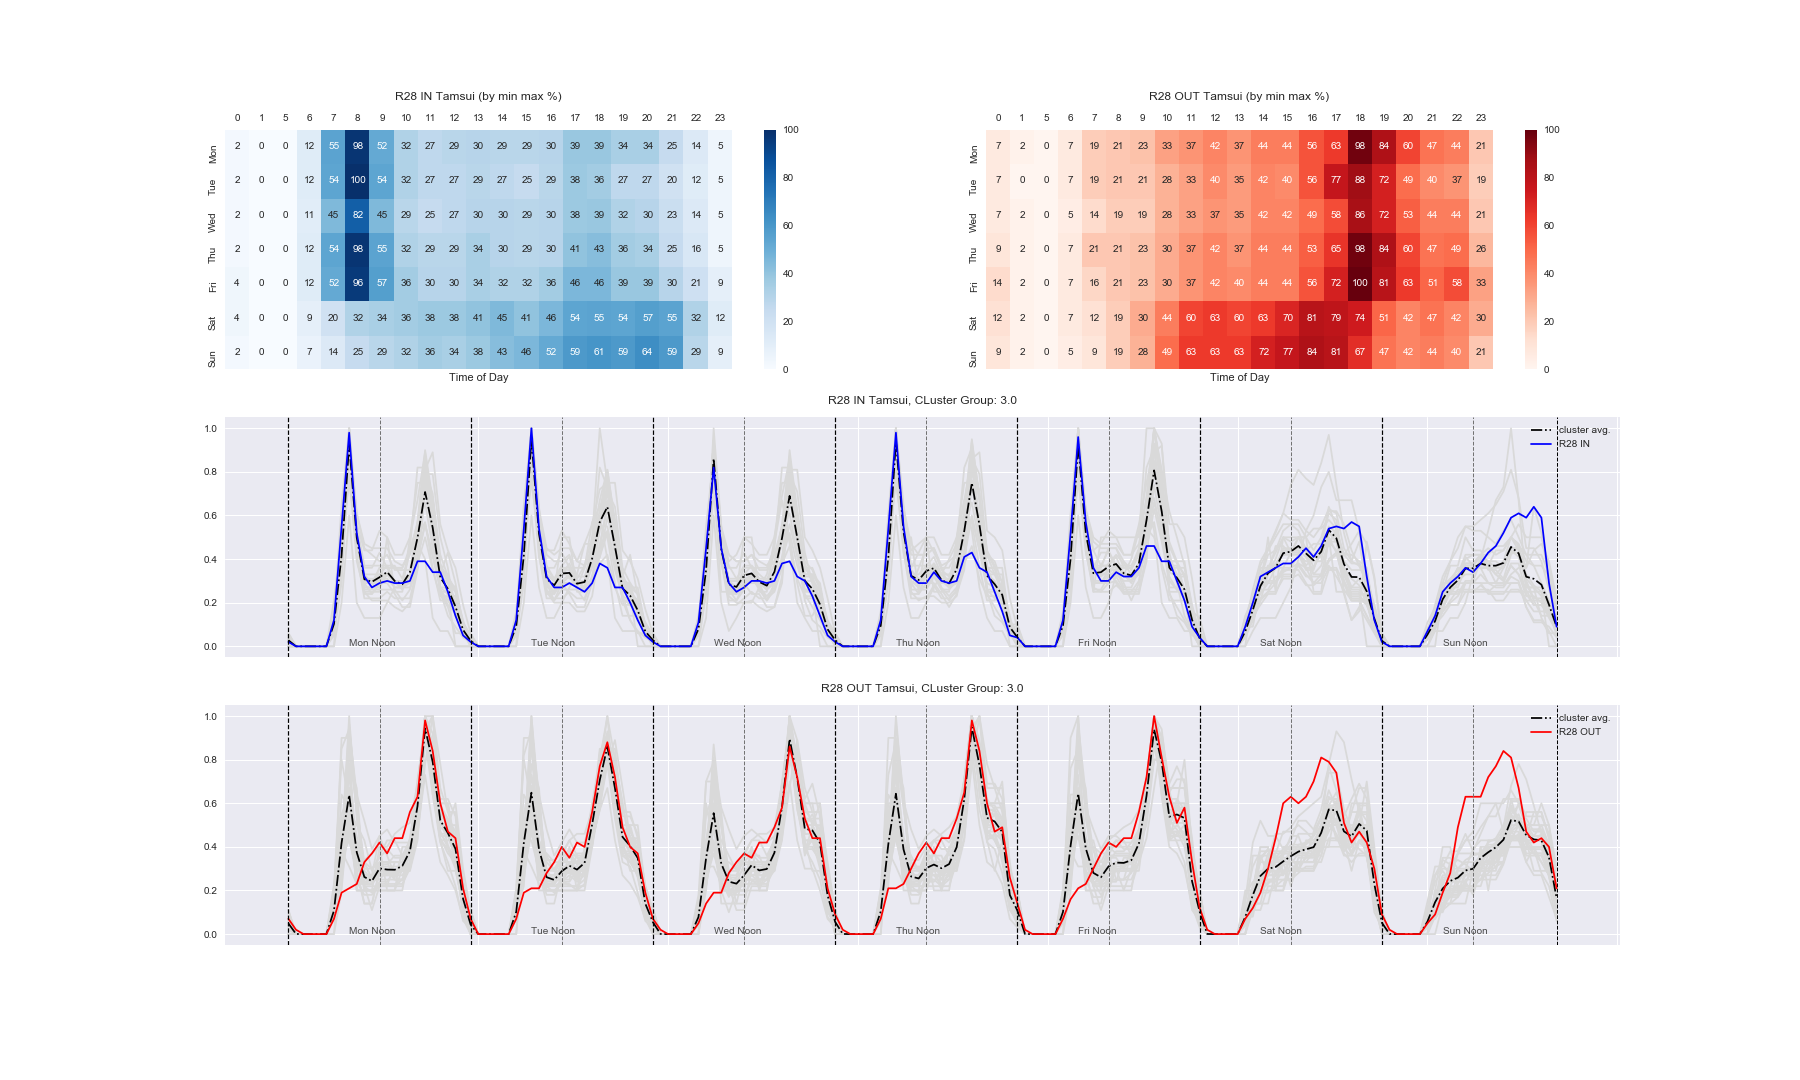 R28 IN Tamsui (by min max %)
0 1 5 6 7 8 9 10 11 12 13 14 15 16 17 18 19 20 21 22 23
Mon 2 0 0 12 55 98 52 32 27 29 30 29 29 30 39 39 34 34 25 14 5
Tue 2 0 0 12 54 100 54 32 27 27 29 27 25 29 38 36 27 27 20 12 5
Wed 2 0 0 11 45 82 45 29 25 27 30 30 29 30 38 39 32 30 23 14 5
Thu 2 0 0 12 54 98 55 32 29 29 34 30 29 30 41 43 36 34 25 16 5
Fri 4 0 0 12 52 96 57 36 30 30 34 32 32 36 46 46 39 39 30 21 9
Sat 4 0 0 9 20 32 34 36 38 38 41 45 41 46 54 55 54 57 55 32 12
Sun 2 0 0 7 14 25 29 32 36 34 38 43 46 52 59 61 59 64 59 29 9
Time of Day
100
80
60
40
20
0
R28 OUT Tamsui (by min max %)
0 1 5 6 7 8 9 10 11 12 13 14 15 16 17 18 19 20 21 22 23
Mon 7 2 0 7 19 21 23 33 37 42 37 44 44 56 63 98 84 60 47 44 21
Tue 7 0 0 7 19 21 21 28 33 40 35 42 40 56 77 88 72 49 40 37 19
Wed 7 2 0 5 14 19 19 28 33 37 35 42 42 49 58 86 72 53 44 44 21
Thu 9 2 0 7 21 21 23 30 37 42 37 44 44 53 65 98 84 60 47 49 26
Fri 14 2 0 7 16 21 23 30 37 42 40 44 44 56 72 100 81 63 51 58 33
Sat 12 2 0 7 12 19 30 44 60 63 60 63 70 81 79 74 51 42 47 42 30
Sun 9 2 0 5 9 19 28 49 63 63 63 72 77 84 81 67 47 42 44 40 21
Time of Day
100
80
60
40
20
0
R28 IN Tamsui, CLuster Group: 3.0
1.0
0.8
0.6
0.4
0.2
0.0
cluster avg.
R28 IN
Mon Noon Tue Noon Wed Noon Thu Noon Fri Noon Sat Noon Sun Noon
R28 OUT Tamsui, CLuster Group: 3.0
1.0
0.8
0.6
0.4
0.2
0.0
cluster avg.
R28 OUT
Mon Noon Tue Noon Wed Noon Thu Noon Fri Noon Sat Noon Sun Noon